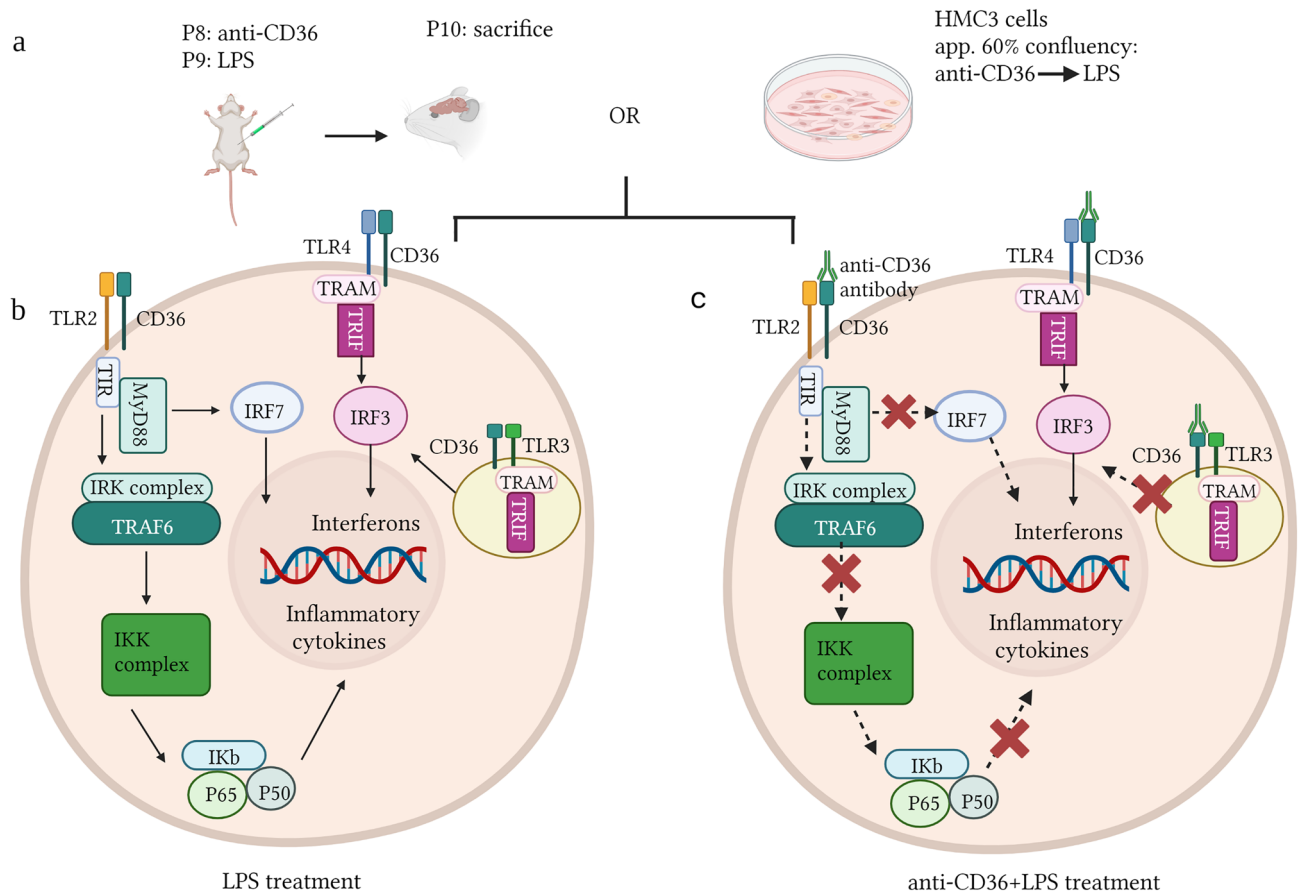 a
P8: anti-CD36
P9: LPS
P10: sacrifice
OR
HMC3 cells
app. 60% confluency:
anti-CD36 LPS
b
TLR2
CD36
TLR4
CD36
TRAM
TRIF
TIR
MyD88
IRF7
IRF3
CD36
TLR3
TRAM
TRIF
IRK complex
TRAF6
Interferons
Inflammatory
cytokines
IKK
complex
IKb
P65
P50
LPS treatment
c
anti-CD36
antibody
TLR2
CD36
TLR4
CD36
TRAM
TRIF
TIR
MyD88
IRF7
IRF3
CD36
TLR3
TRAM
TRIF
IRK complex
TRAF6
Interferons
Inflammatory
cytokines
IKK
complex
IKb
P65
P50
anti-CD36+LPS treatment